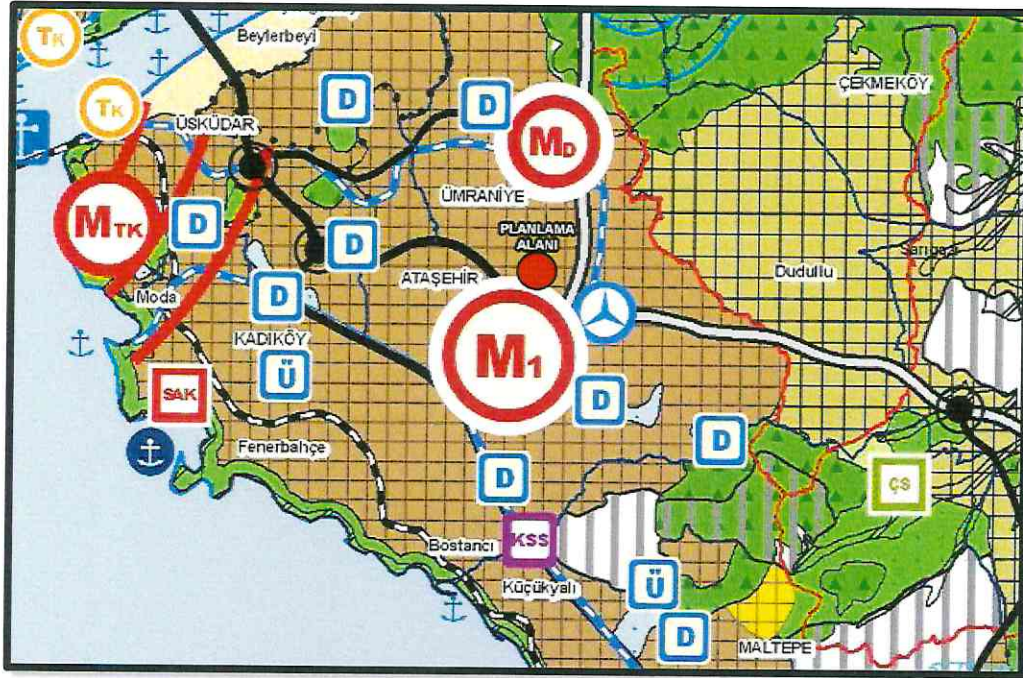 TK
Beylerbeyi
D
D
ÇEKMEKÖY
TK
ÜSKÜDAR
MD
ÜMRANİYE
MTK
D
PLANLAMA
ALANI
D
Sarıgazi
Dudullu
ATAŞEHİR
Moda
D
KADIKÖY
M1
Ü
SAK
D
D
Fenerbahçe
D
ÇS
Bostancı
KSS
Küçükyalı
Ü
D
MALTEPE